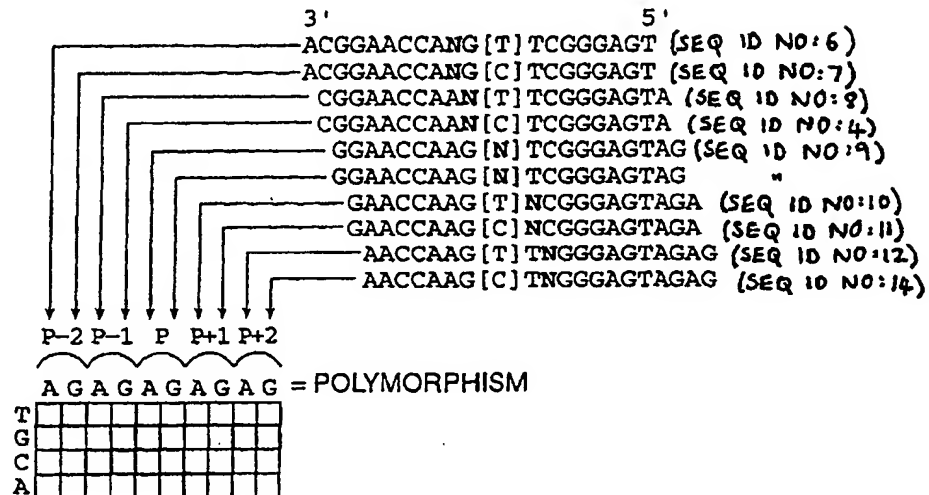 3' 5'
ACGGAACCANG[T]TCGGGAGT (SEQ ID NO:6)
ACGGAACCANG[C]TCGGGAGT (SEQ ID NO:7)
CGGAACCAAN[T]TCGGGAGTA (SEQ ID NO:8)
CGGAACCAAN[C]TCGGGAGTA (SEQ ID NO:4)
GGAACCAAG[N]TCGGGAGTAG (SEQ ID NO:9)
GGAACCAAG[N]TCGGGAGTAG "
GAACCAAG[T]NCGGGAGTAGA (SEQ ID NO:10)
GAACCAAG[C]NCGGGAGTAGA (SEQ ID NO:11)
AACCAAG[T]TNGGGAGTAGAG (SEQ ID NO:12)
AACCAAG[C]TNGGGAGTAGAG (SEQ ID NO:14)
P-2 P-1 P P+1 P+2
A G A G A G A G A G = POLYMORPHISM
T
G
C
A